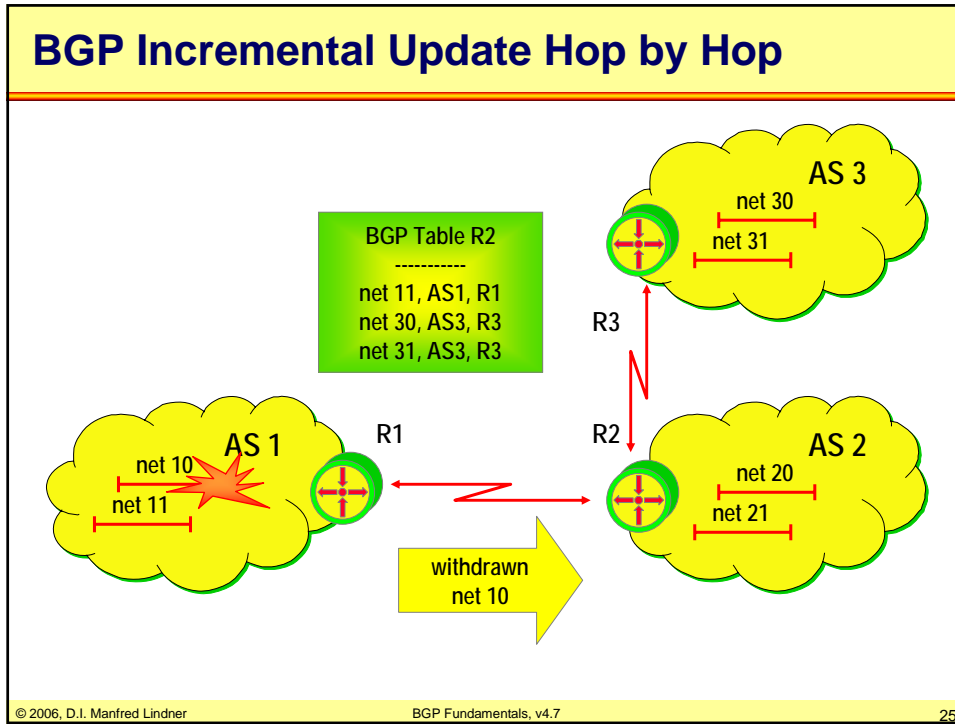 BGP Incremental Update Hop by Hop
AS 3
net 30
net 31
BGP Table R2
-----------
net 11, AS1, R1
net 30, AS3, R3
net 31, AS3, R3
R3
R1
R2
AS 1
net 10
net 11
AS 2
net 20
net 21
withdrawn
net 10
© 2006, D.I. Manfred Lindner
BGP Fundamentals, v4.7
25